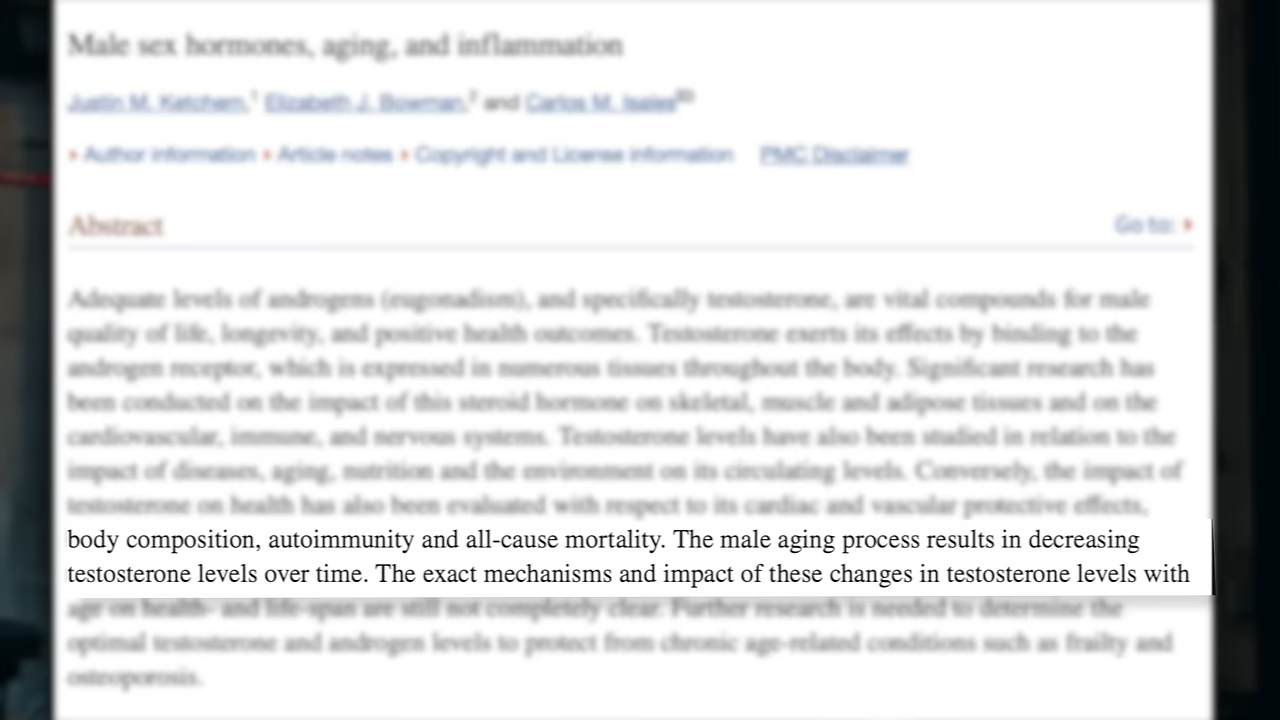 Male sex hormones, aging, and inflammation
Justin M. Ketchem,1 Elizabeth J. Bowman,2 and Carlos M. Isales
Author information Article notes Copyright and License information PMC Disclaimer
Abstract Go to:
Adequate levels of androgens (eugonadism), and specifically testosterone, are vital compounds for male
quality of life, longevity, and positive health outcomes. Testosterone exerts its effects by binding to the
androgen receptor, which is expressed in numerous tissues throughout the body. Significant research has
been conducted on the impact of this steroid hormone on skeletal, muscle and adipose tissues and on the
cardiovascular, immune, and nervous systems. Testosterone levels have also been studied in relation to the
impact of diseases, aging, nutrition and the environment on its circulating levels. Conversely, the impact of
testosterone on health has also been evaluated with respect to its cardiac and vascular protective effects,
body composition, autoimmunity and all-cause mortality. The male aging process results in decreasing
testosterone levels over time. The exact mechanisms and impact of these changes in testosterone levels with
age on health- and life-span are still not completely clear. Further research is needed to determine the
optimal testosterone and androgen levels to protect from chronic age-related conditions such as frailty and
osteoporosis.